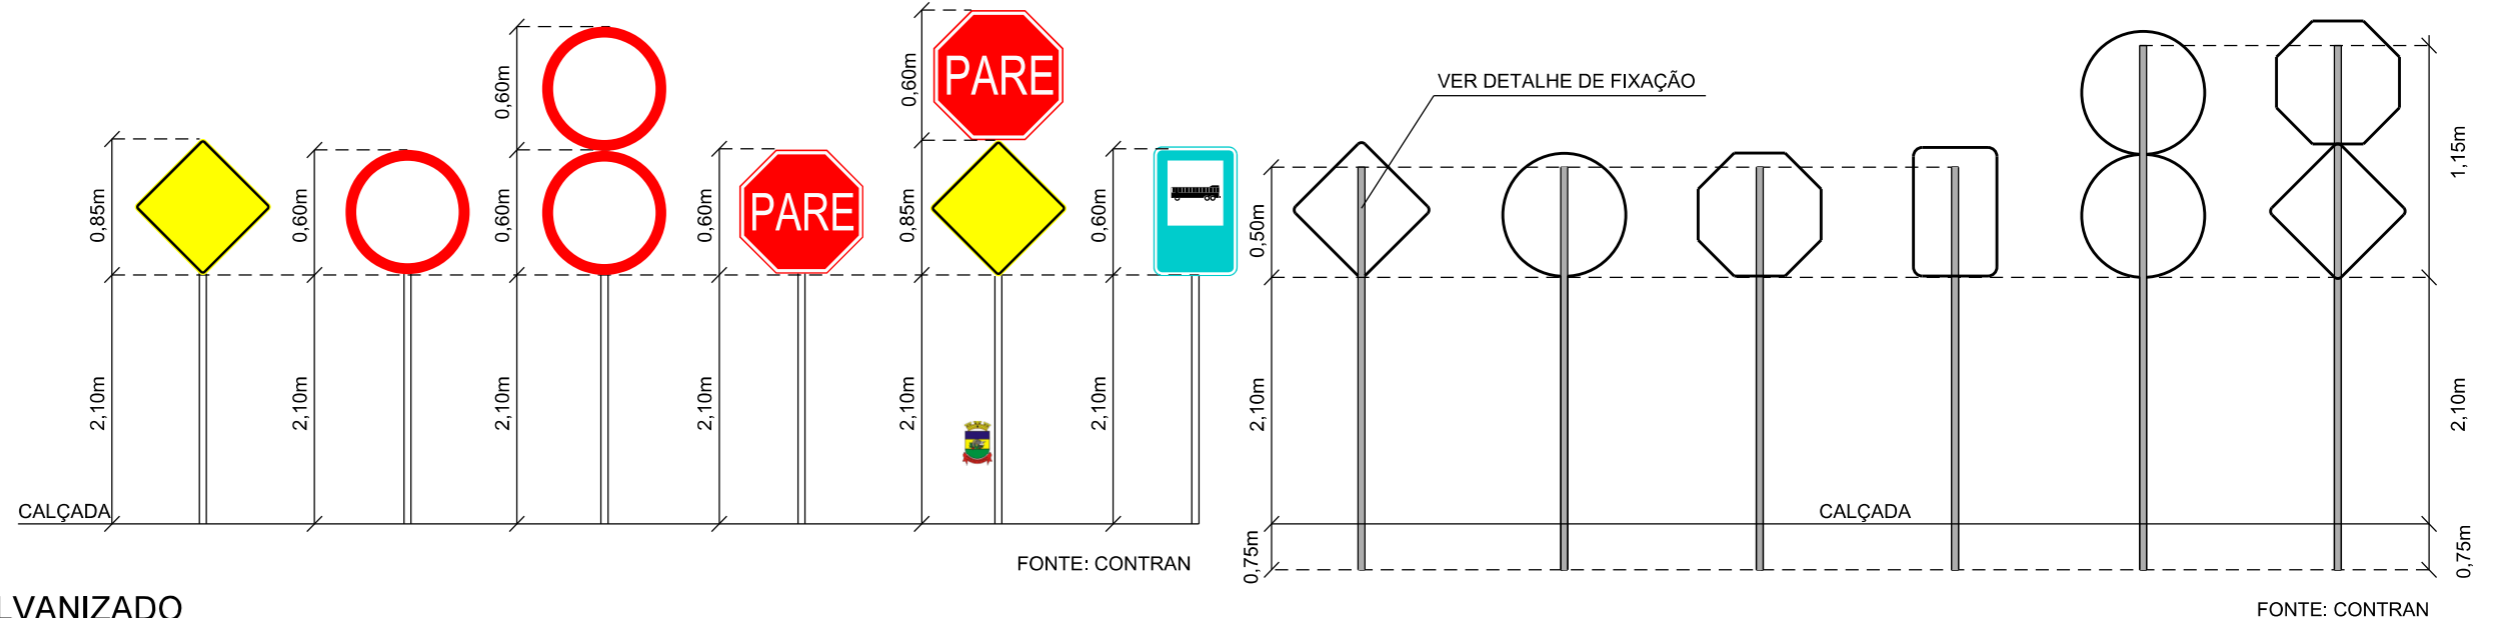 0,60m
0,60m
PARE
VER DETALHE DE FIXAÇÃO
0,85m
0,60m
0,60m
0,60m
PARE
0,85m
0,60m
0,50m
1,15m
2,10m
2,10m
2,10m
2,10m
2,10m
2,10m
2,10m
2,10m
CALÇADA
CALÇADA
0,75m
0,75m
FONTE: CONTRAN
FONTE: CONTRAN
LVANIZADO